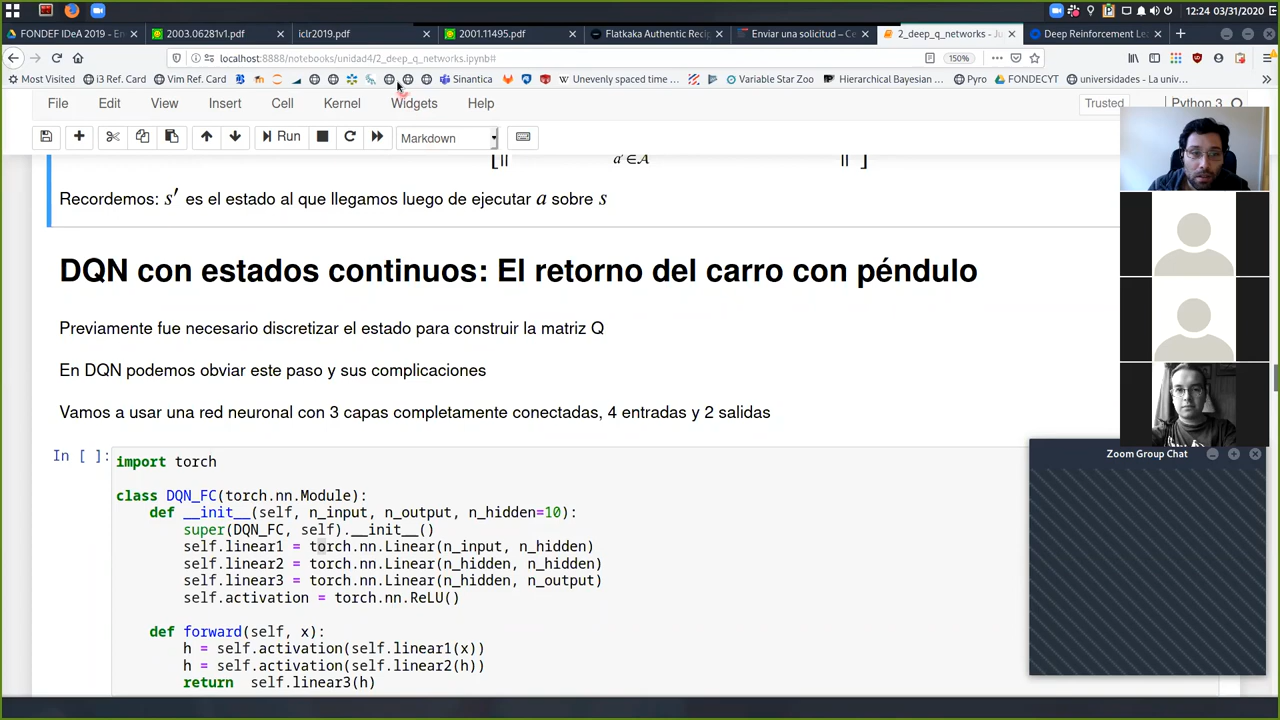 12:24 03/31/2020
FONDEF IDeA 2019 - En
2003.06281v1.pdf
iclr2019.pdf
2001.11495.pdf
Flatkaka Authentic Recip
Enviar una solicitud – Ce
2_deep_q_networks - Ju
Deep Reinforcement Le
localhost:8888/notebooks/unidad4/2_deep_q_networks.ipynb#
150%
Most Visited
i3 Ref. Card
Vim Ref. Card
Sinantica
Unevenly spaced time ...
Variable Star Zoo
Hierarchical Bayesian ...
Pyro
FONDECYT
universidades - La univ...
File Edit View Insert Cell Kernel Widgets Help
Trusted
Python 3
Run
Markdown
[|| a' ∈ A || ]
Recordemos: s′ es el estado al que llegamos luego de ejecutar a sobre s
DQN con estados continuos: El retorno del carro con péndulo
Previamente fue necesario discretizar el estado para construir la matriz Q
En DQN podemos obviar este paso y sus complicaciones
Vamos a usar una red neuronal con 3 capas completamente conectadas, 4 entradas y 2 salidas
In [ ]:
import torch
class DQN_FC(torch.nn.Module):
def __init__(self, n_input, n_output, n_hidden=10):
super(DQN_FC, self).__init__()
self.linear1 = torch.nn.Linear(n_input, n_hidden)
self.linear2 = torch.nn.Linear(n_hidden, n_hidden)
self.linear3 = torch.nn.Linear(n_hidden, n_output)
self.activation = torch.nn.ReLU()
def forward(self, x):
h = self.activation(self.linear1(x))
h = self.activation(self.linear2(h))
return self.linear3(h)
Zoom Group Chat